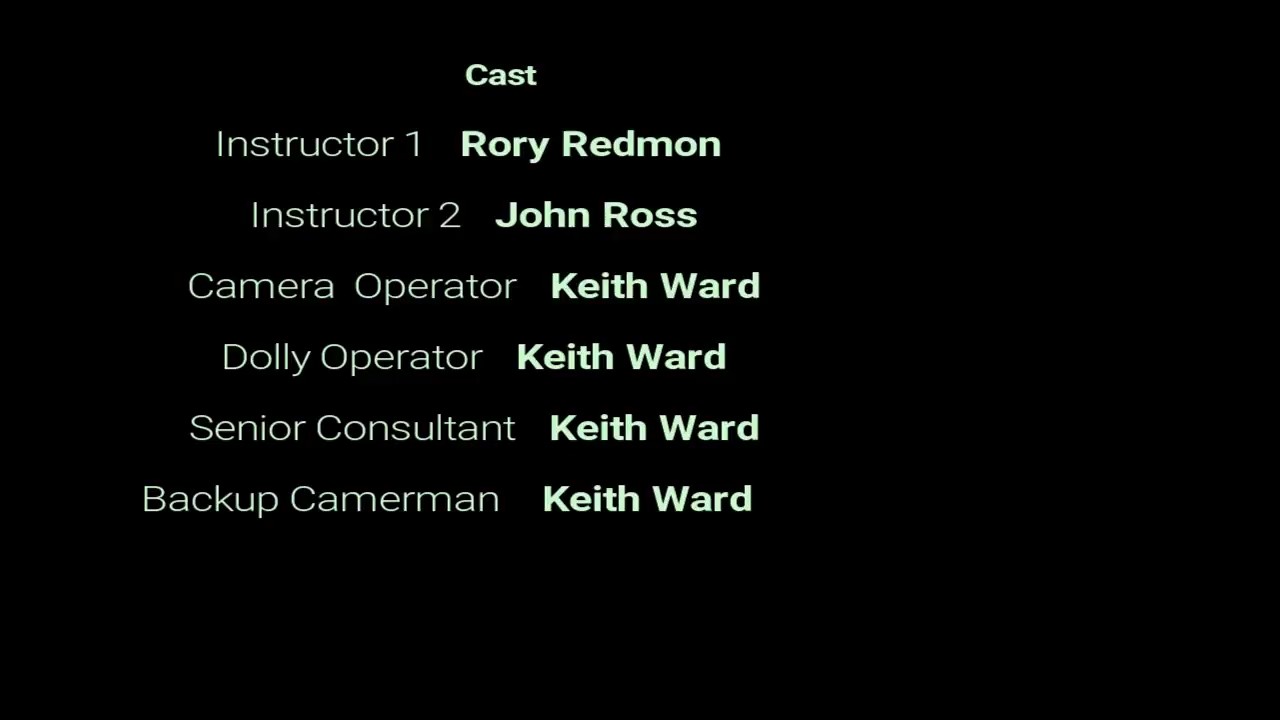 Cast
Instructor 1 Rory Redmon
Instructor 2 John Ross
Camera Operator Keith Ward
Dolly Operator Keith Ward
Senior Consultant Keith Ward
Backup Camerman Keith Ward